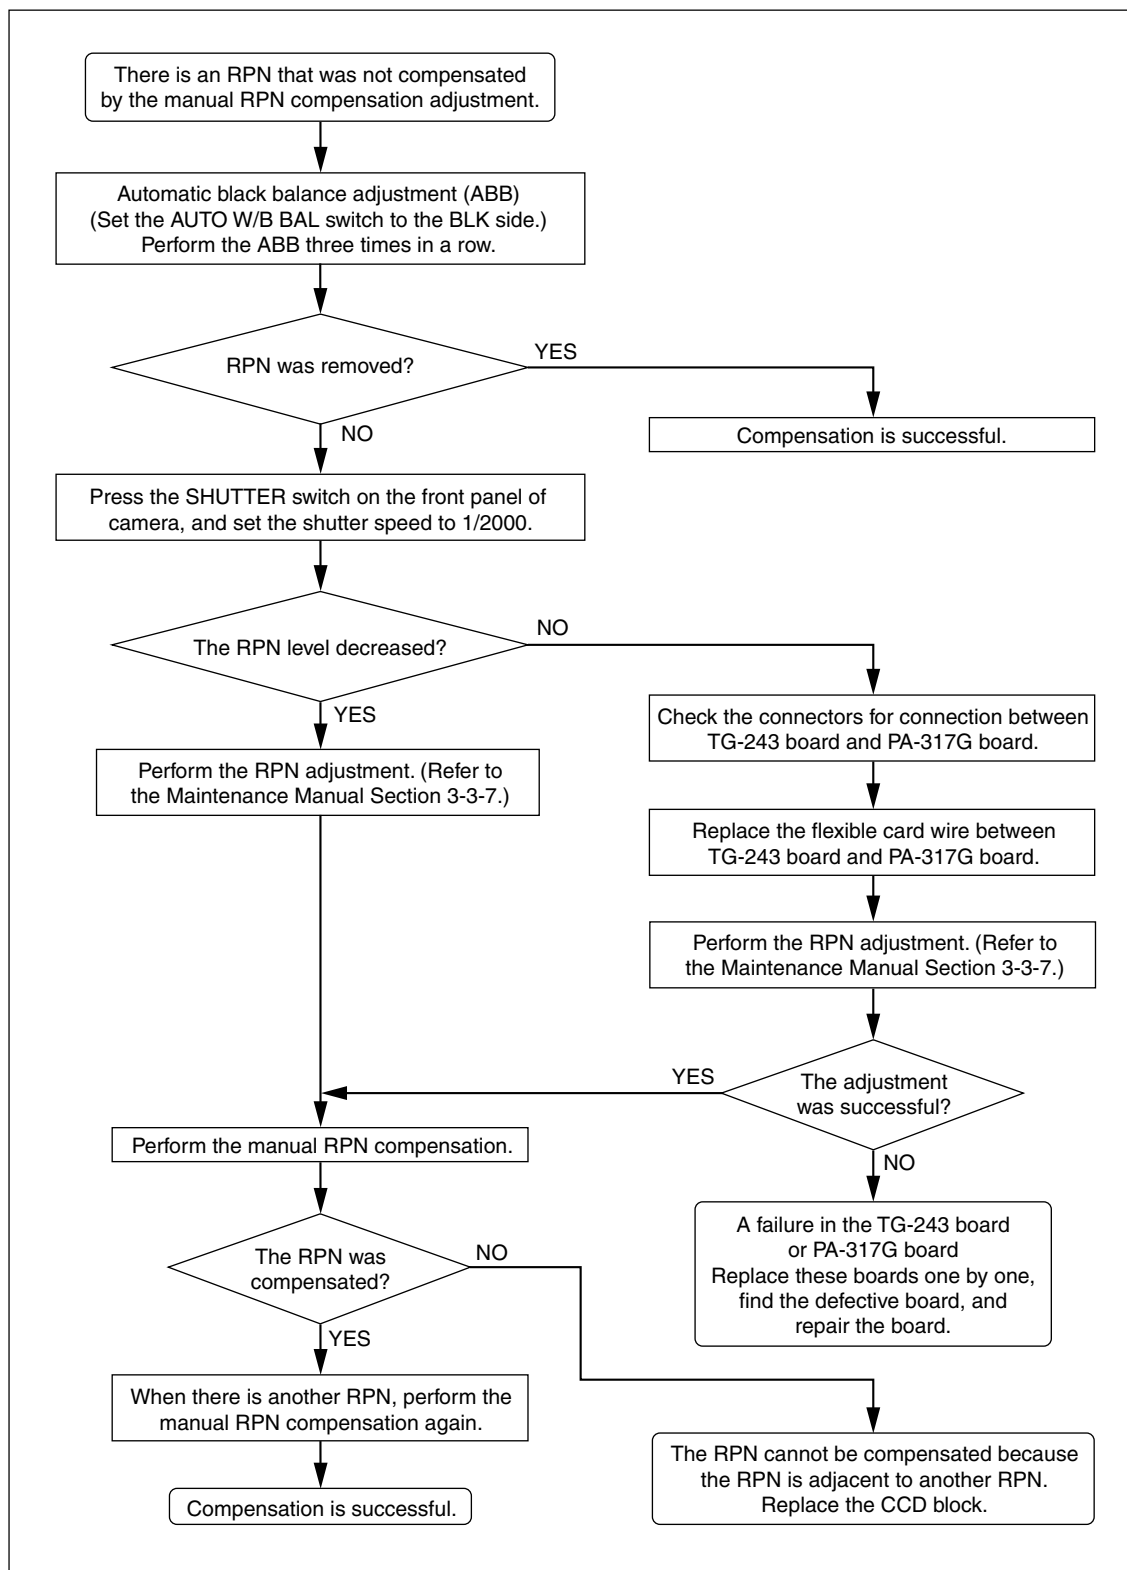 There is an RPN that was not compensated
by the manual RPN compensation adjustment.
Automatic black balance adjustment (ABB)
(Set the AUTO W/B BAL switch to the BLK side.)
Perform the ABB three times in a row.
RPN was removed?
YES
Compensation is successful.
NO
Press the SHUTTER switch on the front panel of
camera, and set the shutter speed to 1/2000.
The RPN level decreased?
NO
YES
Check the connectors for connection between
TG-243 board and PA-317G board.
Perform the RPN adjustment. (Refer to
the Maintenance Manual Section 3-3-7.)
Replace the flexible card wire between
TG-243 board and PA-317G board.
Perform the RPN adjustment. (Refer to
the Maintenance Manual Section 3-3-7.)
The adjustment
was successful?
YES
NO
Perform the manual RPN compensation.
A failure in the TG-243 board
or PA-317G board
Replace these boards one by one,
find the defective board, and
repair the board.
The RPN was
compensated?
NO
YES
When there is another RPN, perform the
manual RPN compensation again.
The RPN cannot be compensated because
the RPN is adjacent to another RPN.
Replace the CCD block.
Compensation is successful.